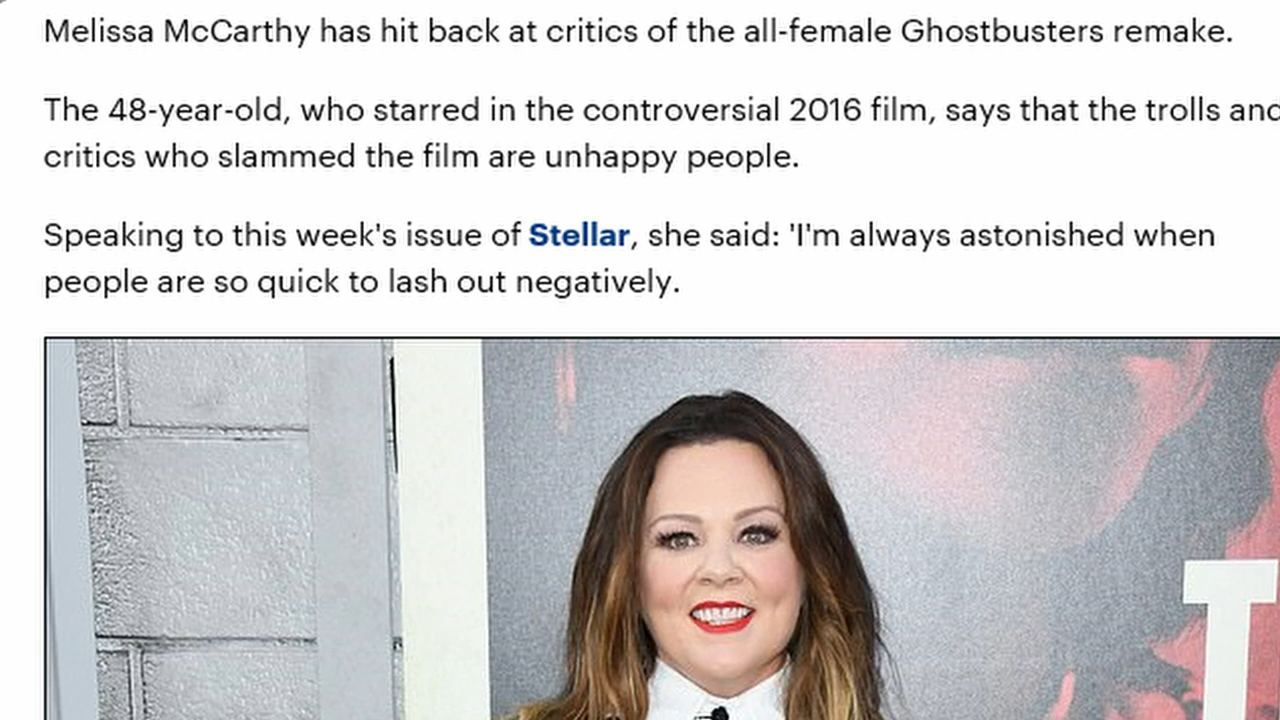 Melissa McCarthy has hit back at critics of the all-female Ghostbusters remake.
The 48-year-old, who starred in the controversial 2016 film, says that the trolls and
critics who slammed the film are unhappy people.
Speaking to this week's issue of Stellar, she said: 'I'm always astonished when
people are so quick to lash out negatively.